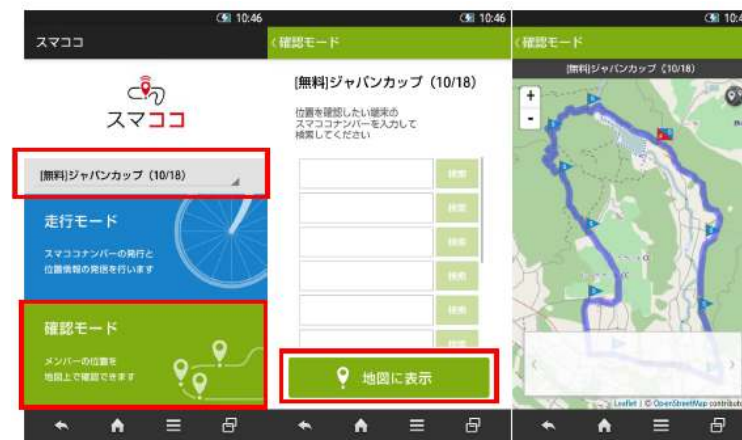 10:46
スマココ
スマココ
[無料]ジャパンカップ（10/18）
走行モード
スマココナンバーの発行と
位置情報の発信を行います
確認モード
メンバーの位置を
地図上で確認できます
10:46
確認モード
[無料]ジャパンカップ（10/18）
位置を確認したい端末の
スマココナンバーを入力して
検索してください
検索
検索
検索
検索
検索
地図に表示
10:4
確認モード
[無料]ジャパンカップ（10/18）
+
-
Leaflet | © OpenStreetMap contribut